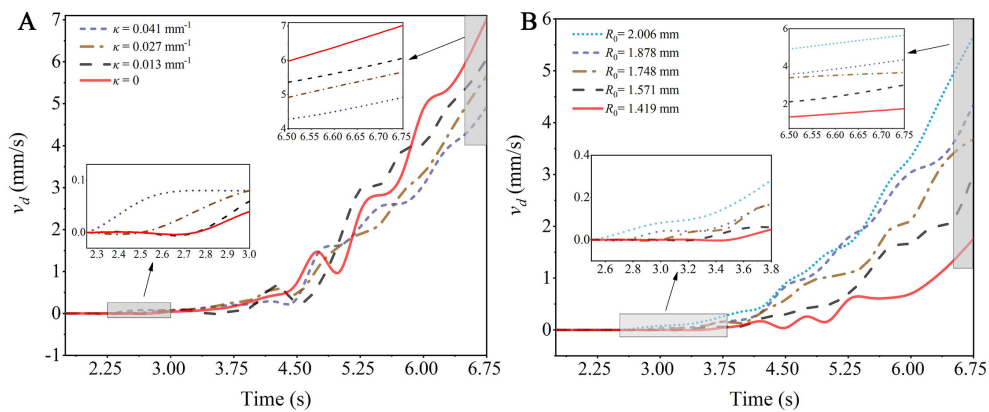 A
κ = 0.041 mm⁻¹
κ = 0.027 mm⁻¹
κ = 0.013 mm⁻¹
κ = 0
7
6
5
4
3
2
1
0
-1
v_d (mm/s)
2.25 3.00 3.75 4.50 5.25 6.00 6.75
Time (s)
7
6
5
4
6.50 6.55 6.60 6.65 6.70 6.75
0.1
0.0
2.3 2.4 2.5 2.6 2.7 2.8 2.9 3.0
B
R₀= 2.006 mm
R₀= 1.878 mm
R₀= 1.748 mm
R₀= 1.571 mm
R₀= 1.419 mm
6
5
4
3
2
1
0
v_d (mm/s)
2.25 3.00 3.75 4.50 5.25 6.00 6.75
Time (s)
6
4
2
6.50 6.55 6.60 6.65 6.70 6.75
0.4
0.2
0.0
2.6 3.0 3.4 3.8